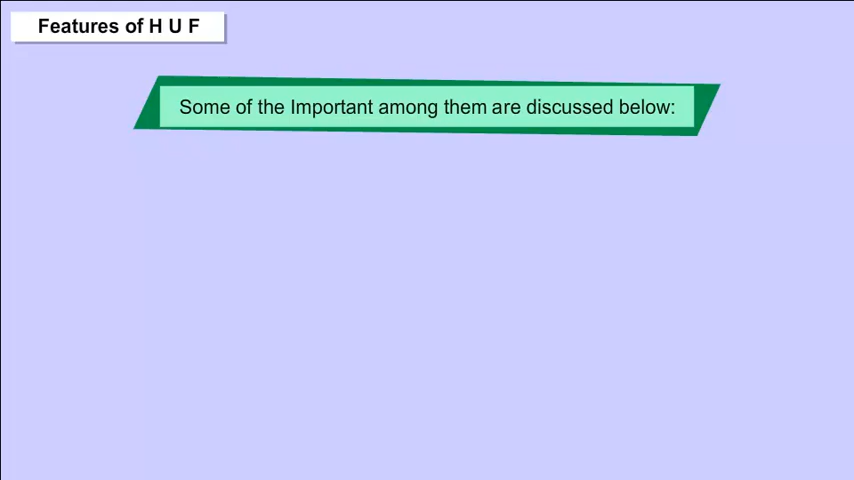 Features of H U F
Some of the Important among them are discussed below: